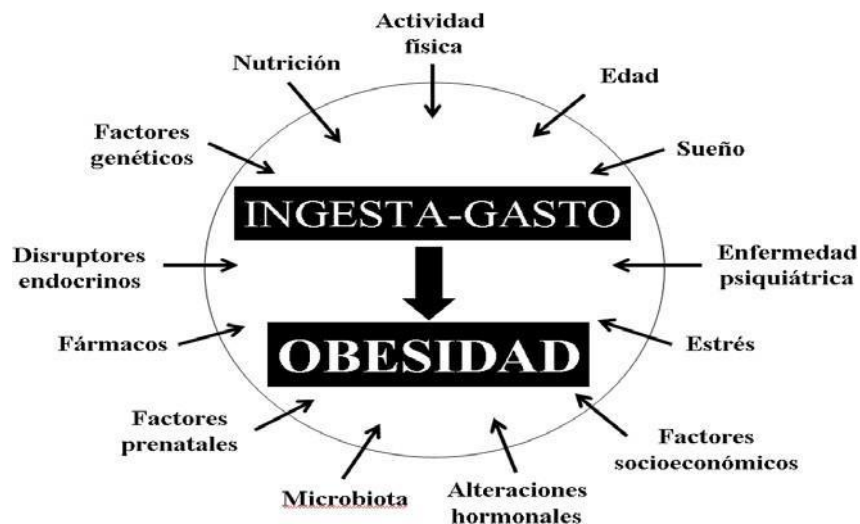 Actividad
física
Nutrición
Edad
Factores
genéticos
Sueño
INGESTA-GASTO
Disruptores
endocrinos
Enfermedad
psiquiátrica
Fármacos
Estrés
OBESIDAD
Factores
prenatales
Factores
socioeconómicos
Microbiota
Alteraciones
hormonales